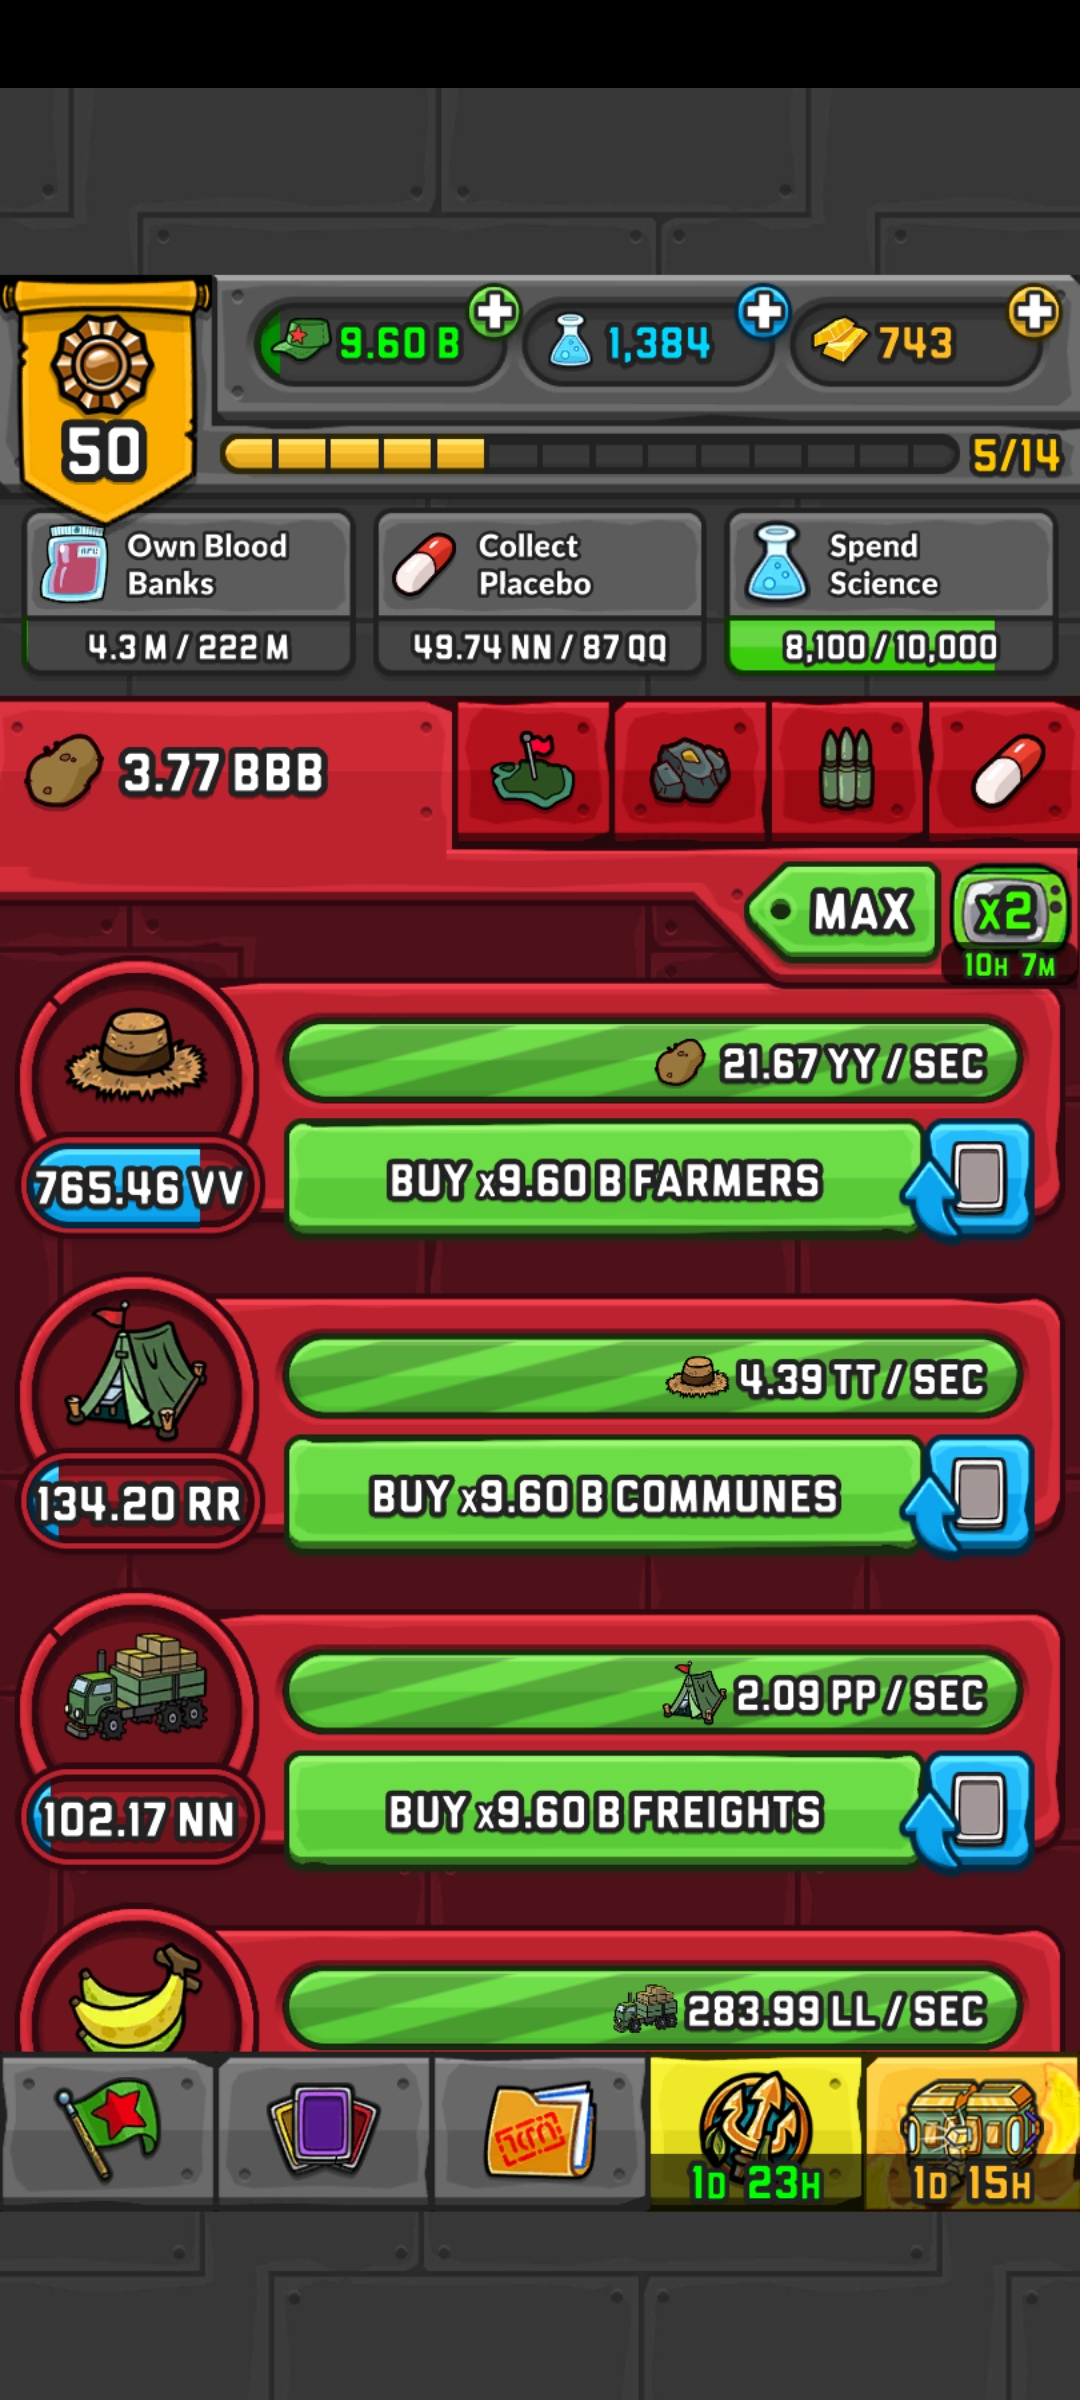 9.60 B
1,384
743
50
5/14
Own Blood
Banks
4.3 M / 222 M
Collect
Placebo
49.74 NN / 87 QQ
Spend
Science
8,100 / 10,000
3.77 BBB
MAX
x2
10H 7M
21.67 YY / SEC
765.46 VV
BUY x9.60 B FARMERS
4.39 TT / SEC
134.20 RR
BUY x9.60 B COMMUNES
2.09 PP / SEC
102.17 NN
BUY x9.60 B FREIGHTS
283.99 LL / SEC
1D 23H
1D 15H